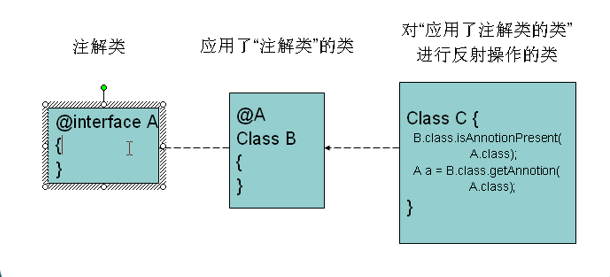 注解类
应用了“注解类”的类
对“应用了注解类的类”
进行反射操作的类
@interface A
{
}
@A
Class B
{
}
Class C {
B.class.isAnnotionPresent(
A.class);
A a = B.class.getAnnotion(
A.class);
}